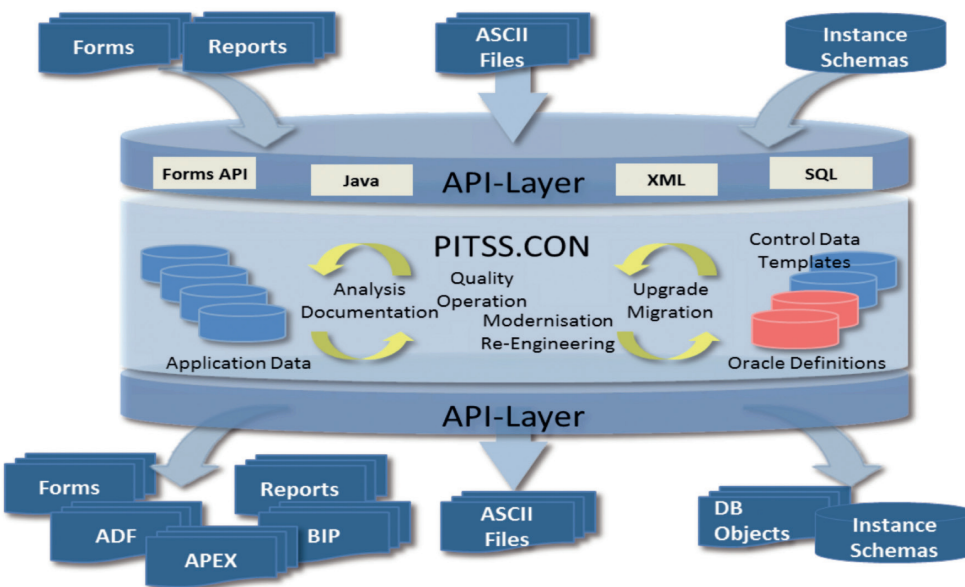 Forms
Reports
ASCII
Files
Instance
Schemas
Forms API
Java
API-Layer
XML
SQL
PITSS.CON
Control Data
Templates
Analysis
Documentation
Quality
Operation
Modernisation
Re-Engineering
Upgrade
Migration
Application Data
Oracle Definitions
API-Layer
Forms
ADF
APEX
Reports
BIP
ASCII
Files
DB
Objects
Instance
Schemas